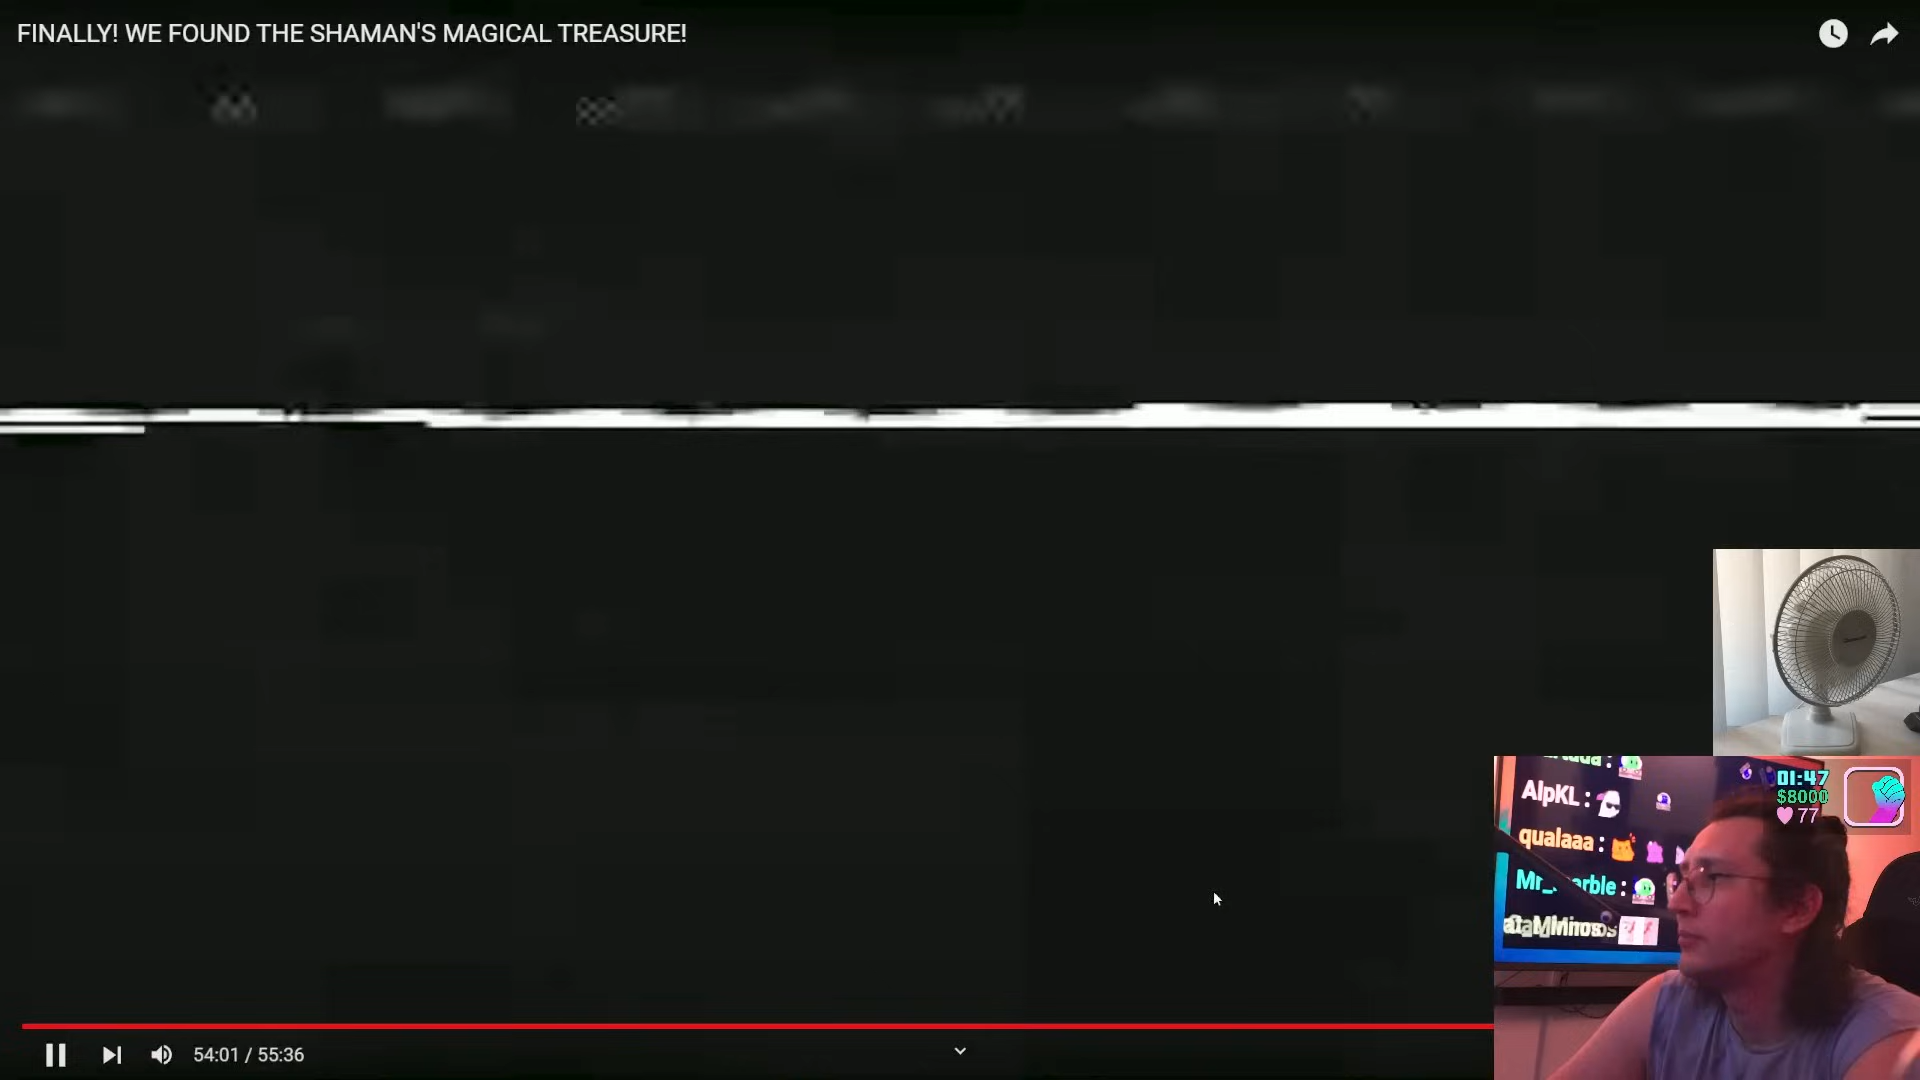 FINALLY! WE FOUND THE SHAMAN'S MAGICAL TREASURE!
01:47
$8000
77
AlpKL :
qualaaa :
54:01 / 55:36